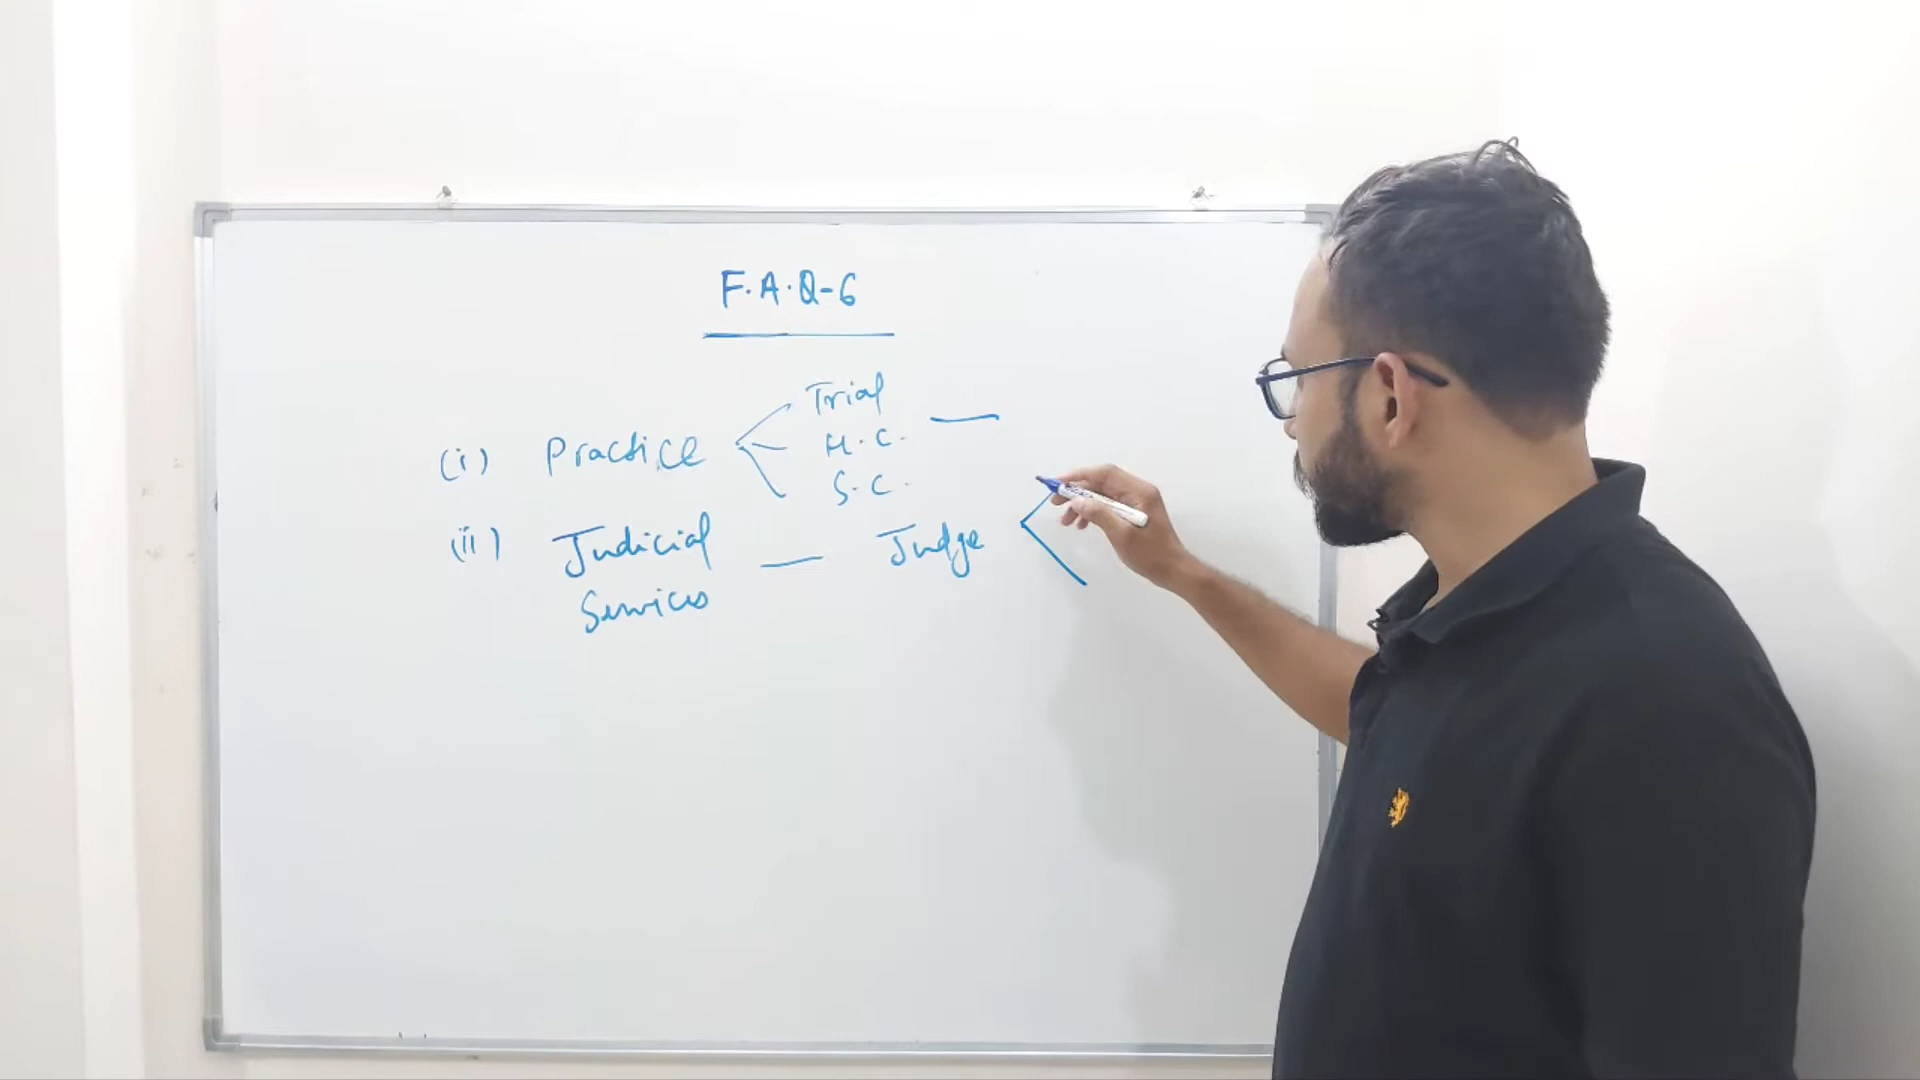 F.A.Q-6
Trial
(i) Practice H.C.
S.C.
(ii) Judicial — Judge
Services